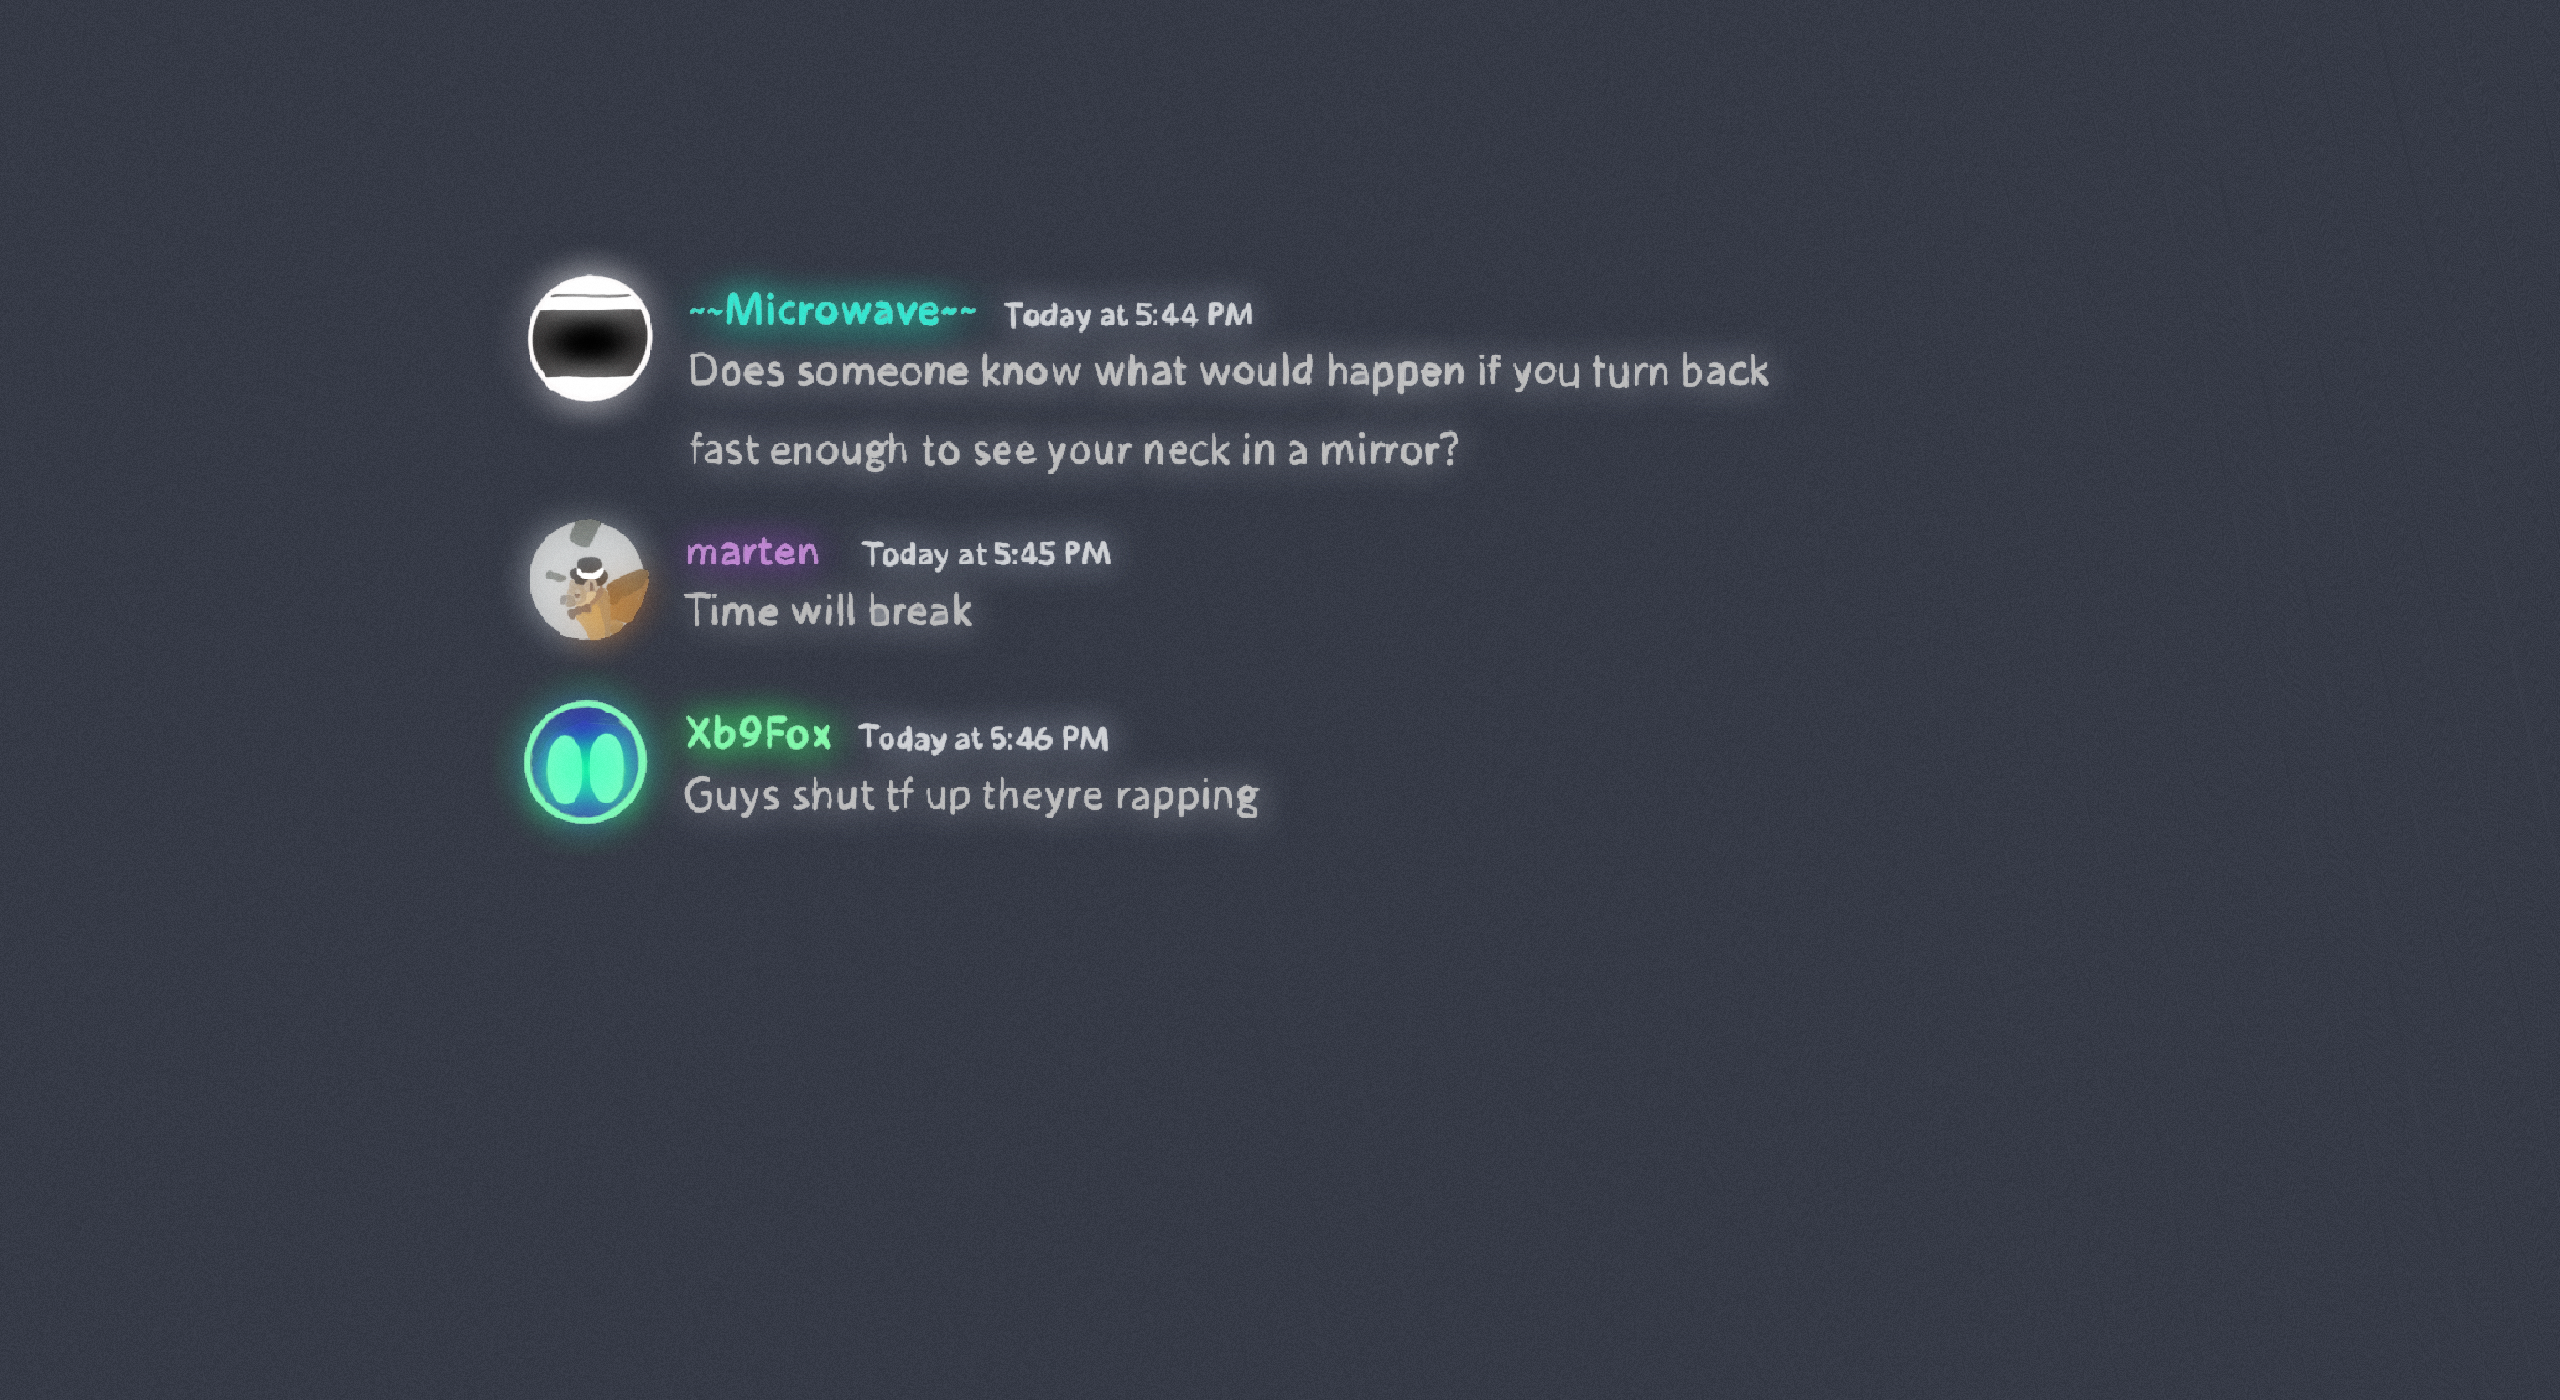 ~~Microwave~~ Today at 5:44 PM
Does someone know what would happen if you turn back
fast enough to see your neck in a mirror?
marten Today at 5:45 PM
Time will break
Xb9Fox Today at 5:46 PM
Guys shut tf up theyre rapping